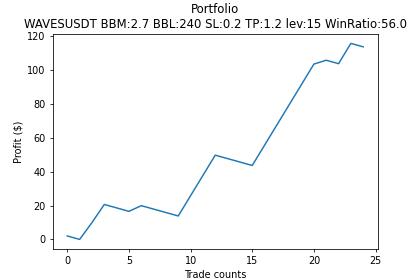 Portfolio
WAVESUSDT BBM:2.7 BBL:240 SL:0.2 TP:1.2 lev:15 WinRatio:56.0
120
100
80
60
40
20
0
Profit ($)
0 5 10 15 20 25
Trade counts